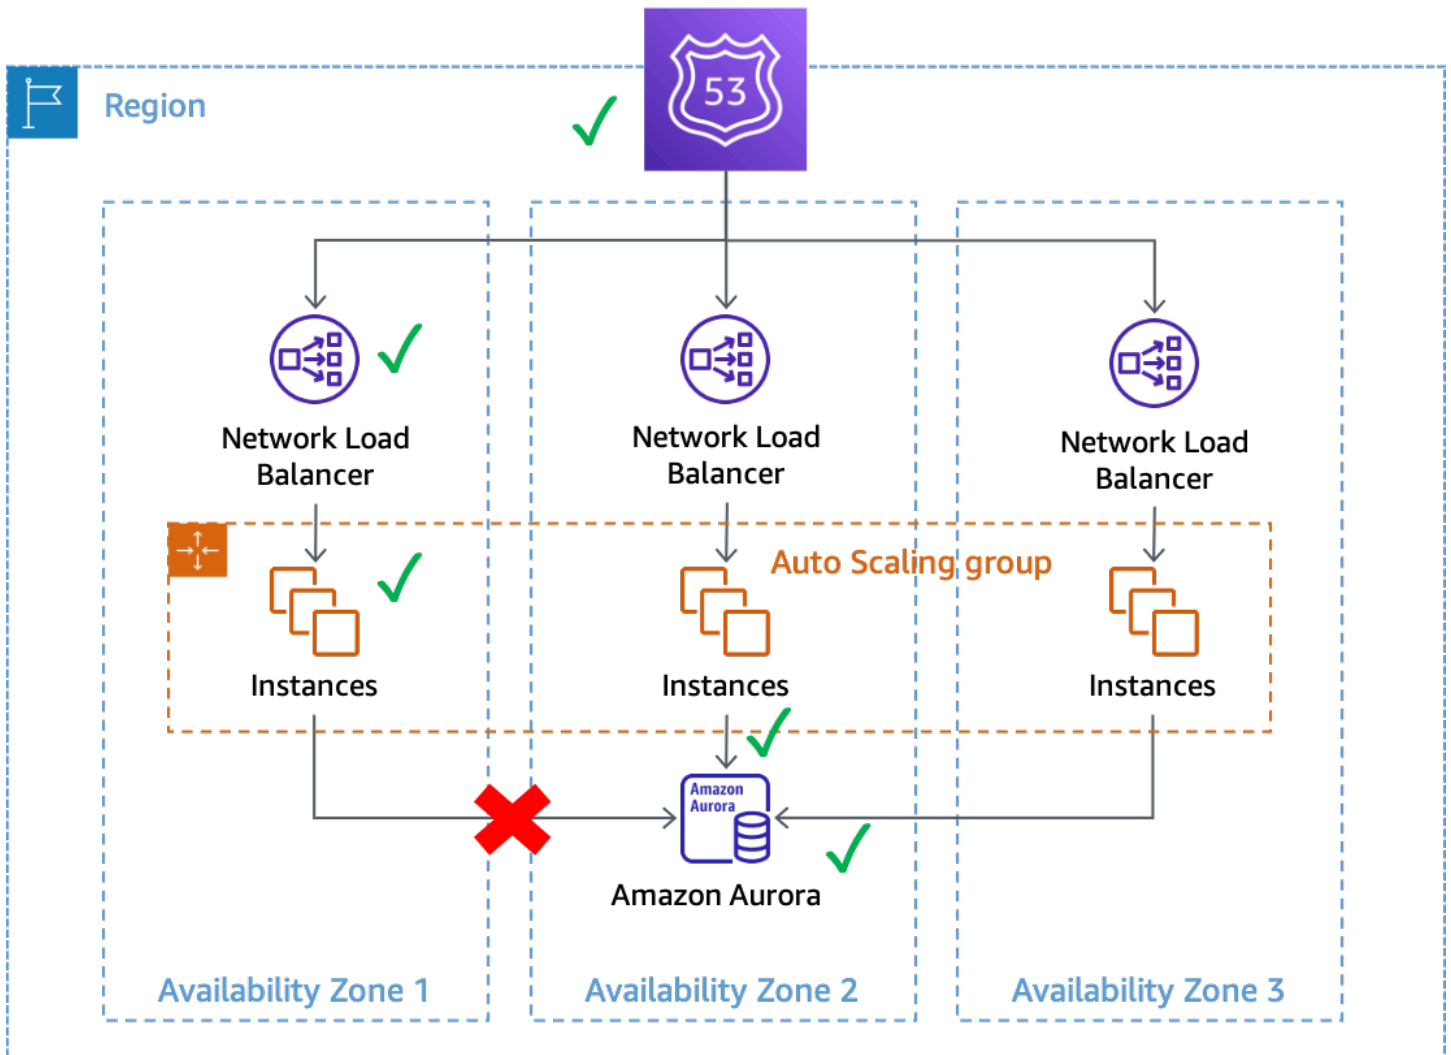 53
Region
Network Load
Balancer
Network Load
Balancer
Network Load
Balancer
Auto Scaling group
Instances
Instances
Instances
Amazon
Aurora
Amazon Aurora
Availability Zone 1
Availability Zone 2
Availability Zone 3